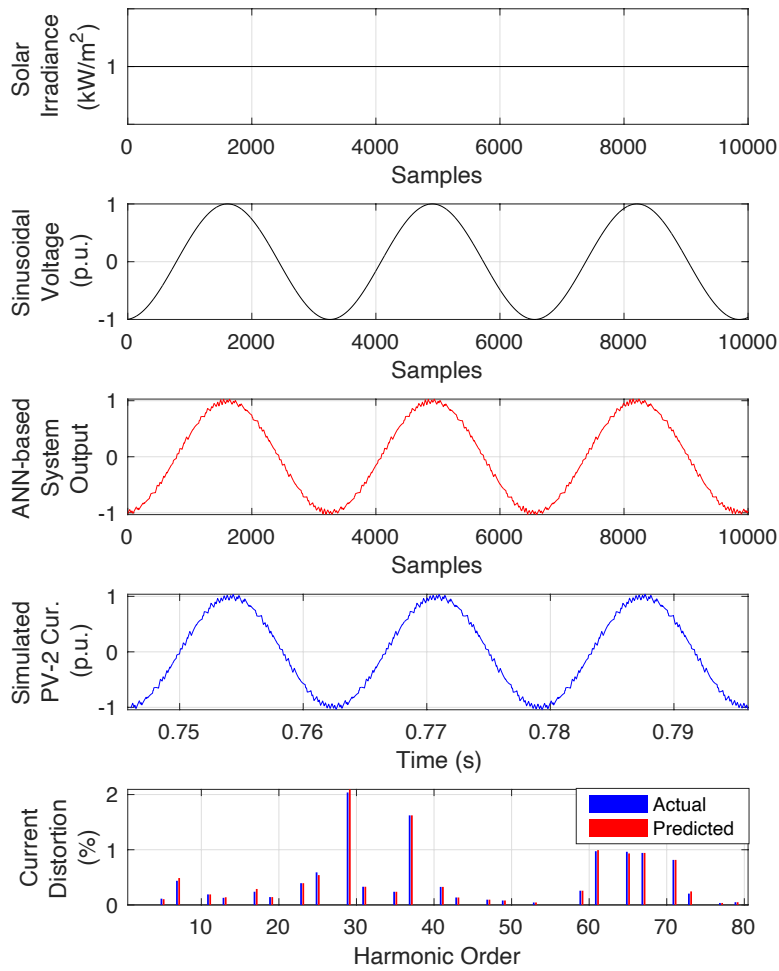 Solar
Irradiance
(kW/m²)
1
0 2000 4000 6000 8000 10000
Samples
Sinusoidal
Voltage
(p.u.)
1
0
-1
0 2000 4000 6000 8000 10000
Samples
ANN-based
System
Output
1
0
-1
0 2000 4000 6000 8000 10000
Samples
Simulated
PV-2 Cur.
(p.u.)
1
0
-1
0.75 0.76 0.77 0.78 0.79
Time (s)
Current
Distortion
(%)
2
1
0
Actual
Predicted
10 20 30 40 50 60 70 80
Harmonic Order